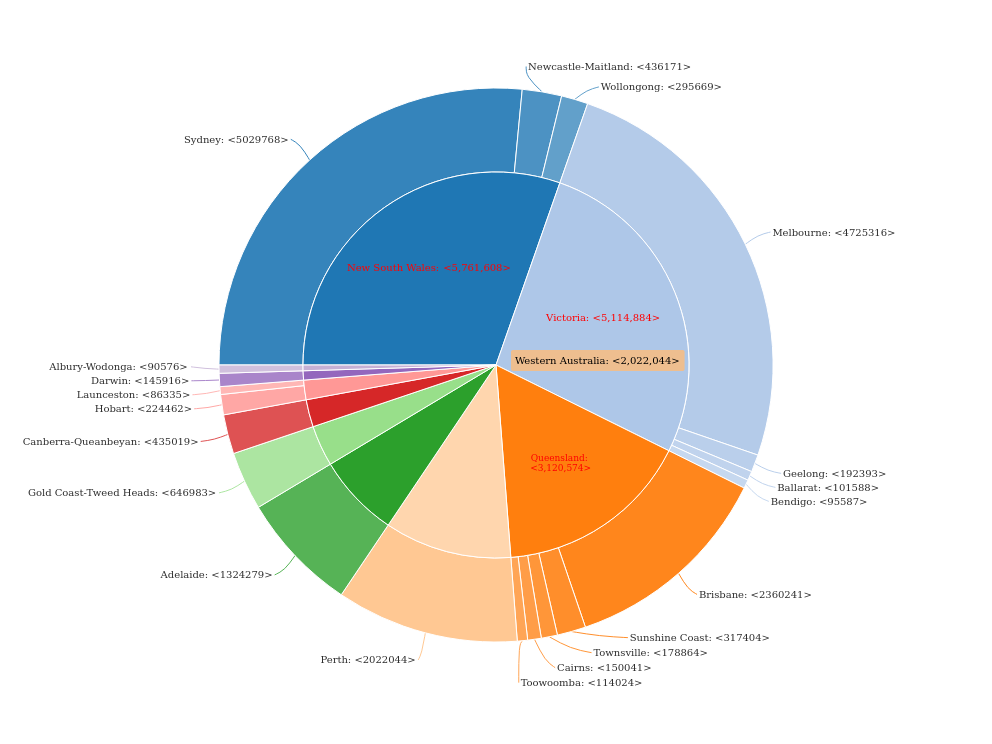 Newcastle-Maitland: <436171>
Wollongong: <295669>
Sydney: <5029768>
Melbourne: <4725316>
New South Wales: <5,761,608>
Victoria: <5,114,884>
Western Australia: <2,022,044>
Albury-Wodonga: <90576>
Darwin: <145916>
Launceston: <86335>
Hobart: <224462>
Canberra-Queanbeyan: <435019>
Queensland:
<3,120,574>
Geelong: <192393>
Ballarat: <101588>
Bendigo: <95587>
Gold Coast-Tweed Heads: <646983>
Adelaide: <1324279>
Brisbane: <2360241>
Sunshine Coast: <317404>
Townsville: <178864>
Perth: <2022044>
Cairns: <150041>
Toowoomba: <114024>